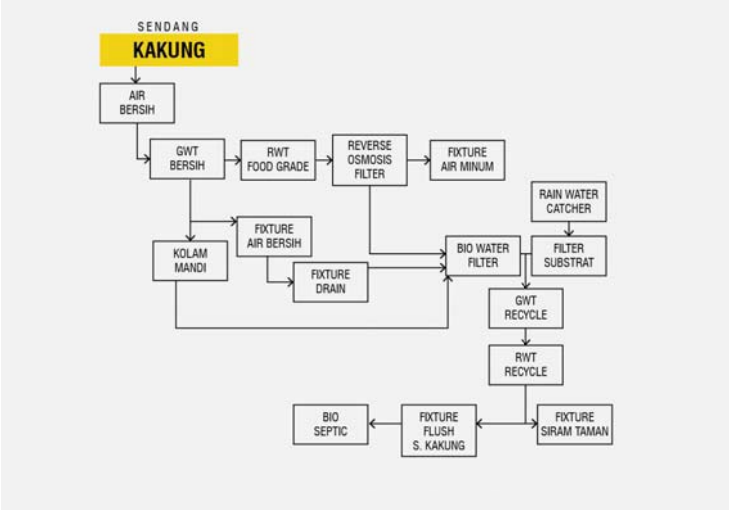 SENDANG
KAKUNG
AIR
BERSIH
GWT
BERSIH
RWT
FOOD GRADE
REVERSE
OSMOSIS
FILTER
FIXTURE
AIR MINUM
RAIN WATER
CATCHER
FIXTURE
AIR BERSIH
KOLAM
MANDI
BIO WATER
FILTER
FILTER
SUBSTRAT
FIXTURE
DRAIN
GWT
RECYCLE
RWT
RECYCLE
BIO
SEPTIC
FIXTURE
FLUSH
S. KAKUNG
FIXTURE
SIRAM TAMAN